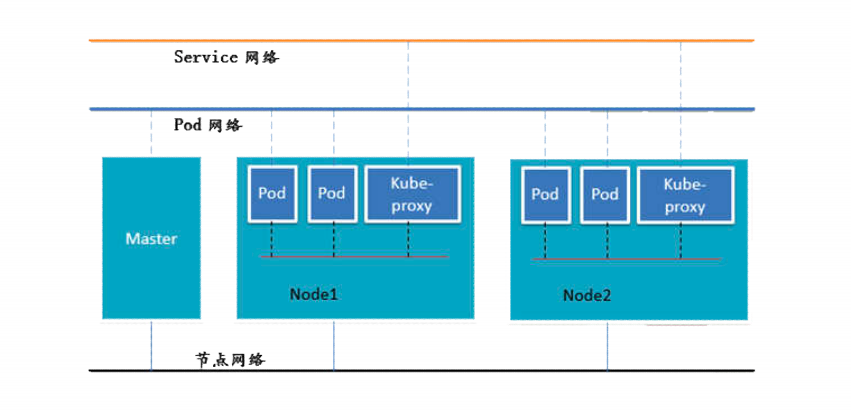 Service 网络
Pod 网络
Pod
Pod
Kube-
proxy
Pod
Pod
Kube-
proxy
Master
Node1
Node2
节点网络